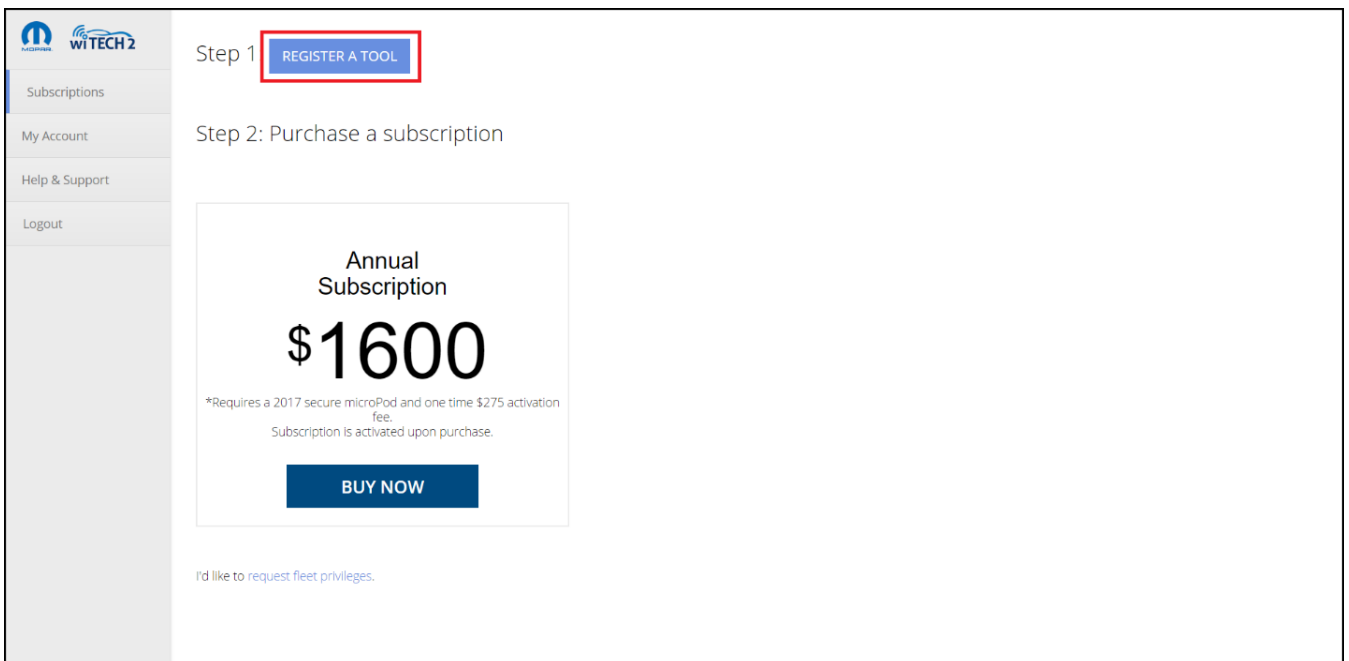 MOPAR
wiTECH 2
Subscriptions
My Account
Help & Support
Logout
Step 1
REGISTER A TOOL
Step 2: Purchase a subscription
Annual
Subscription
$1600
*Requires a 2017 secure microPod and one time $275 activation
fee.
Subscription is activated upon purchase.
BUY NOW
I'd like to request fleet privileges.